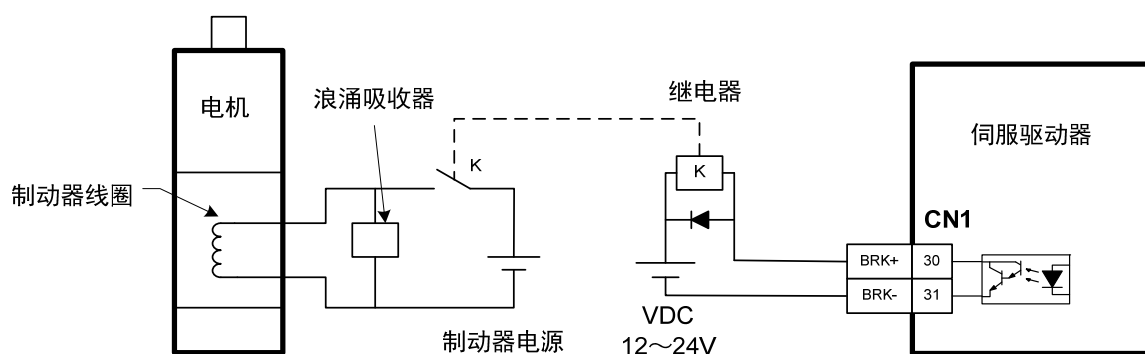 电机
浪涌吸收器
继电器
伺服驱动器
K
K
制动器线圈
CN1
BRK+ 30
BRK- 31
制动器电源
VDC
12～24V